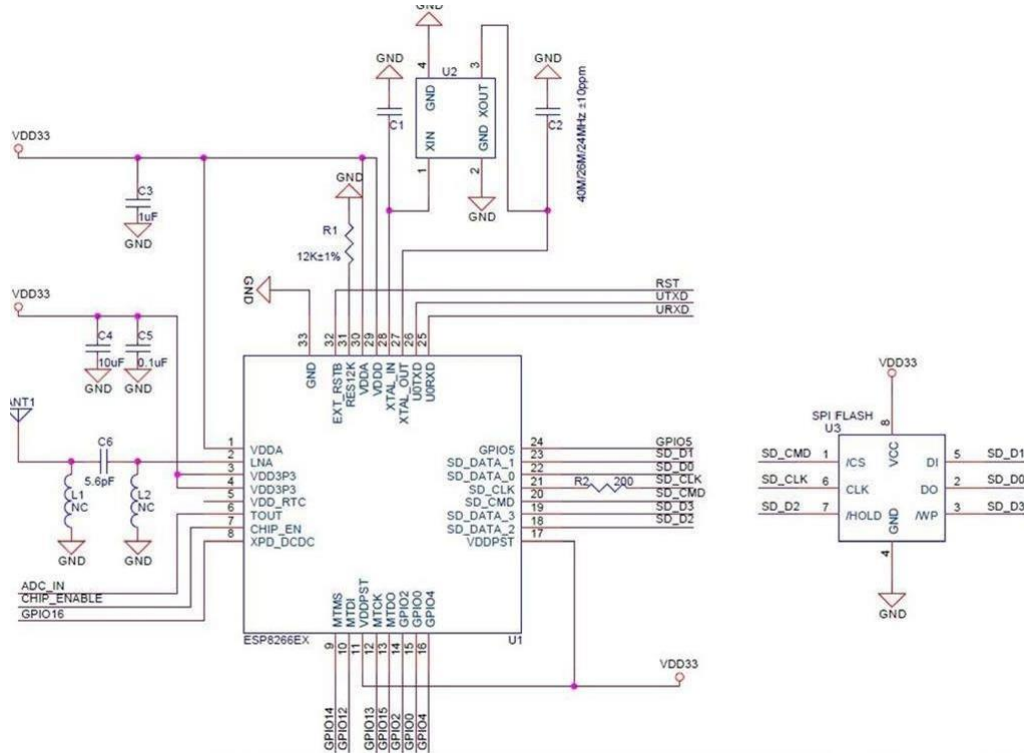 GND
GND
GND
4
3
U2
GND
XOUT
C1
XIN
GND
C2
40M/26M/24MHz ±10ppm
1
2
GND
VDD33
C3
1uF
GND
GND
R1
12K±1%
GND
VDD33
C4
10uF
GND
C5
0.1uF
GND
RST
UTXD
URXD
33
32
31
30
29
28
27
26
25
GND
EXT_RSTB
RES12K
VDDA
VDDD
XTAL_IN
XTAL_OUT
U0TXD
U0RXD
ANT1
C6
5.6pF
L1
NC
GND
L2
NC
GND
1 VDDA
2 LNA
3 VDD3P3
4 VDD3P3
5 VDD_RTC
6 TOUT
7 CHIP_EN
8 XPD_DCDC
ADC_IN
CHIP_ENABLE
GPIO16
GPIO5 24 GPIO5
SD_DATA_1 23 SD_D1
SD_DATA_0 22 SD_D0
SD_CLK 21 R2 200 SD_CLK
SD_CMD 20 SD_CMD
SD_DATA_3 19 SD_D3
SD_DATA_2 18 SD_D2
VDDPST 17
MTMS
MTDI
VDDPST
MTCK
MTDO
GPIO2
GPIO0
GPIO4
ESP8266EX
U1
9
10
11
12
13
14
15
16
GPIO14
GPIO12
GPIO13
GPIO15
GPIO2
GPIO0
GPIO4
VDD33
VDD33
SPI FLASH
U3
8
VCC
SD_CMD 1 /CS
SD_CLK 6 CLK
SD_D2 7 /HOLD
DI 5 SD_D1
DO 2 SD_D0
/WP 3 SD_D3
GND
4
GND